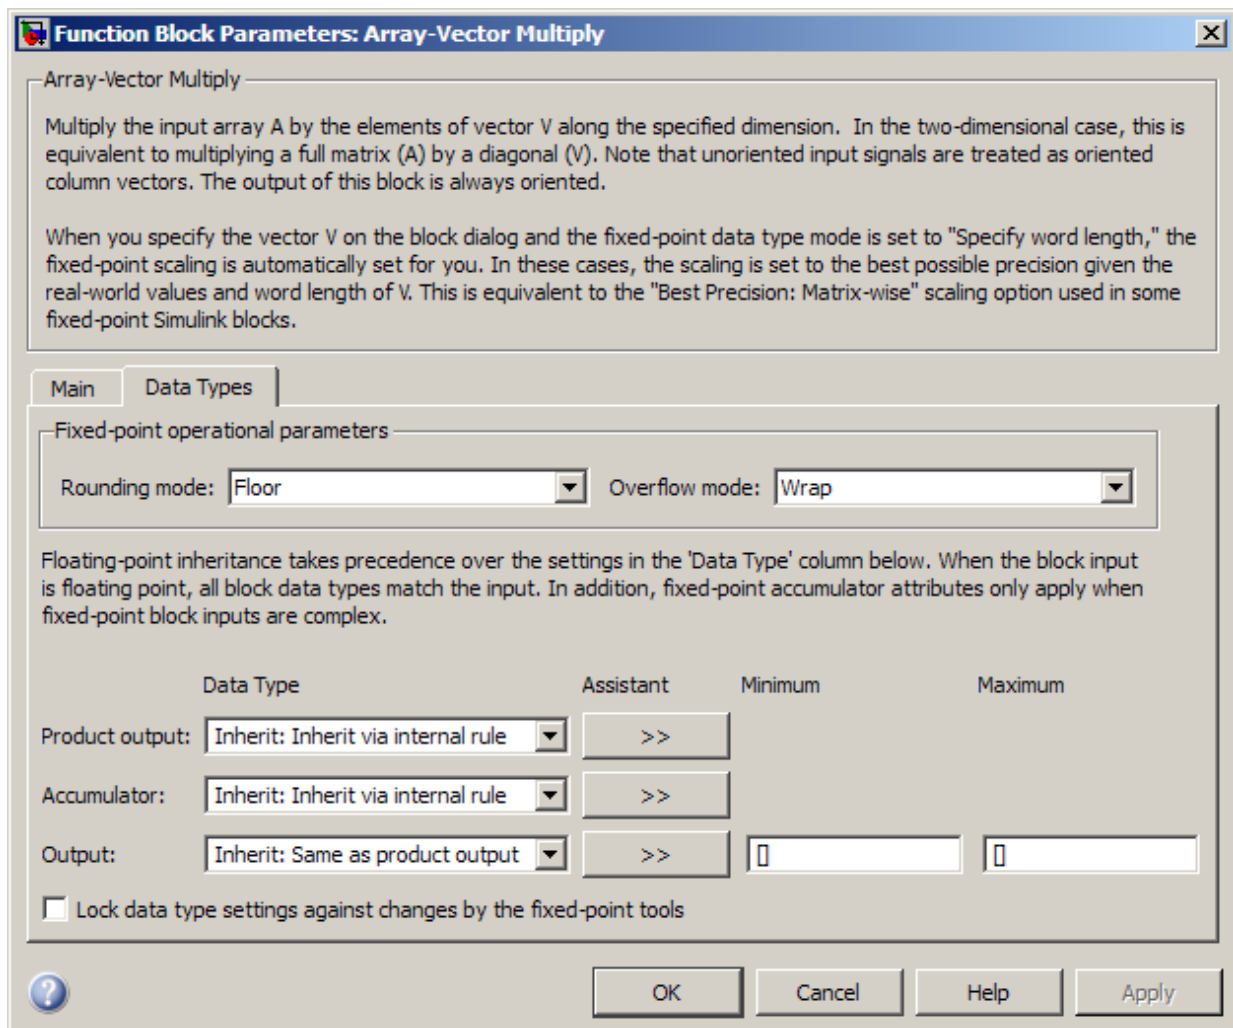 Function Block Parameters: Array-Vector Multiply
Array-Vector Multiply
Multiply the input array A by the elements of vector V along the specified dimension.  In the two-dimensional case, this is
equivalent to multiplying a full matrix (A) by a diagonal (V). Note that unoriented input signals are treated as oriented
column vectors. The output of this block is always oriented.
When you specify the vector V on the block dialog and the fixed-point data type mode is set to "Specify word length," the
fixed-point scaling is automatically set for you. In these cases, the scaling is set to the best possible precision given the
real-world values and word length of V. This is equivalent to the "Best Precision: Matrix-wise" scaling option used in some
fixed-point Simulink blocks.
Main Data Types
Fixed-point operational parameters
Rounding mode: Floor Overflow mode: Wrap
Floating-point inheritance takes precedence over the settings in the 'Data Type' column below. When the block input
is floating point, all block data types match the input. In addition, fixed-point accumulator attributes only apply when
fixed-point block inputs are complex.
Data Type Assistant Minimum Maximum
Product output: Inherit: Inherit via internal rule >>
Accumulator: Inherit: Inherit via internal rule >>
Output: Inherit: Same as product output >> [] []
Lock data type settings against changes by the fixed-point tools
? OK Cancel Help Apply